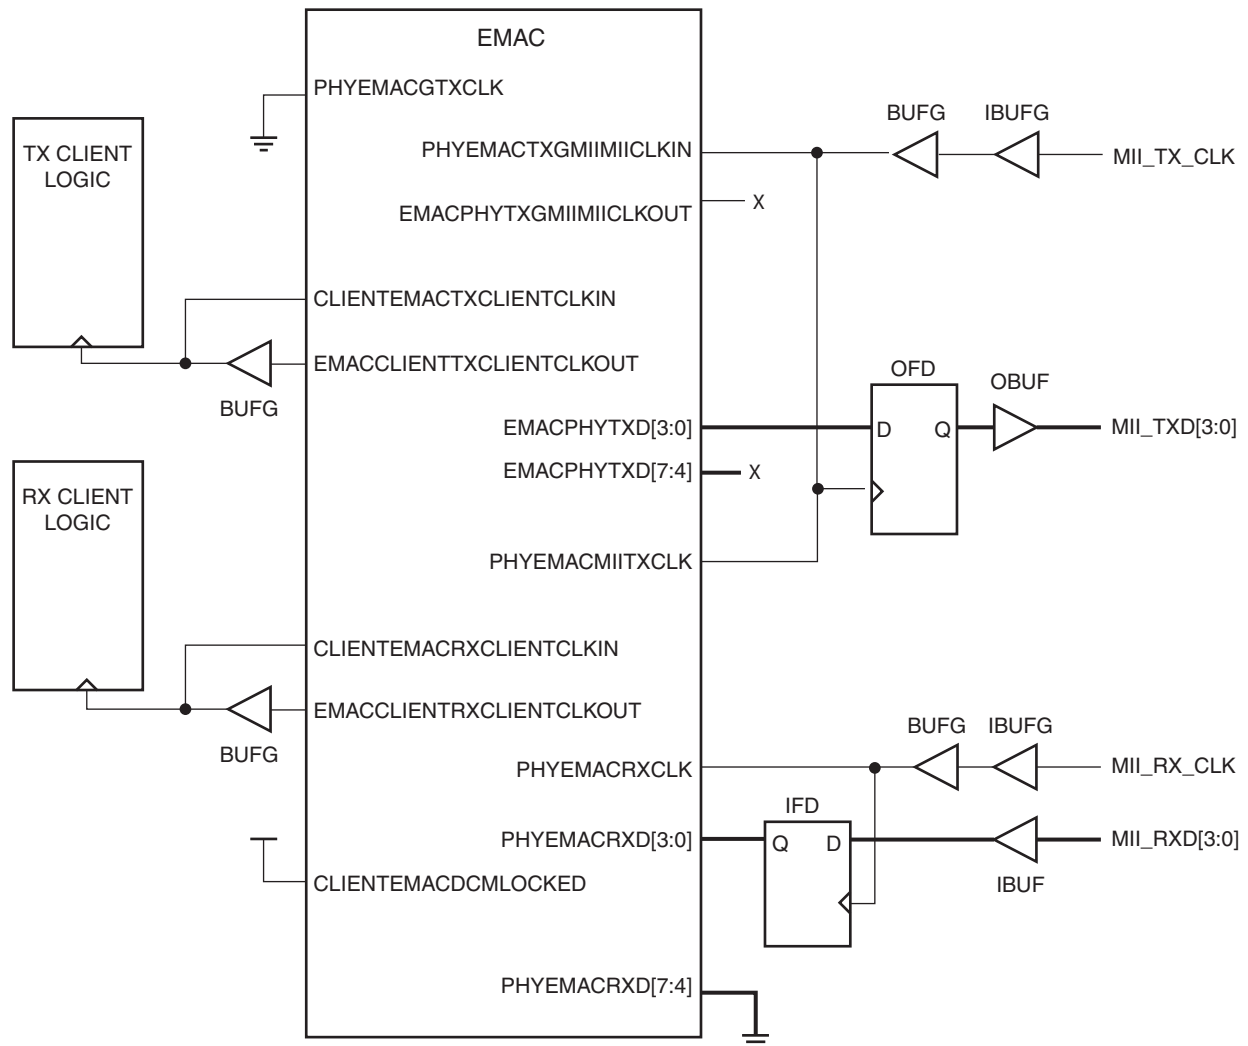 EMAC
PHYEMACGTXCLK
TX CLIENT
LOGIC
BUFG
IBUFG
PHYEMACTXGMIIMIICLKIN
MII_TX_CLK
EMACPHYTXGMIIMIICLKOUT
X
CLIENTEMACTXCLIENTCLKIN
EMACCLIENTTXCLIENTCLKOUT
BUFG
OFD
OBUF
EMACPHYTXD[3:0]
D
Q
MII_TXD[3:0]
EMACPHYTXD[7:4]
X
RX CLIENT
LOGIC
PHYEMACMIITXCLK
CLIENTEMACRXCLIENTCLKIN
EMACCLIENTRXCLIENTCLKOUT
BUFG
BUFG
IBUFG
PHYEMACRXCLK
MII_RX_CLK
IFD
PHYEMACRXD[3:0]
Q
D
MII_RXD[3:0]
IBUF
CLIENTEMACDCMLOCKED
PHYEMACRXD[7:4]